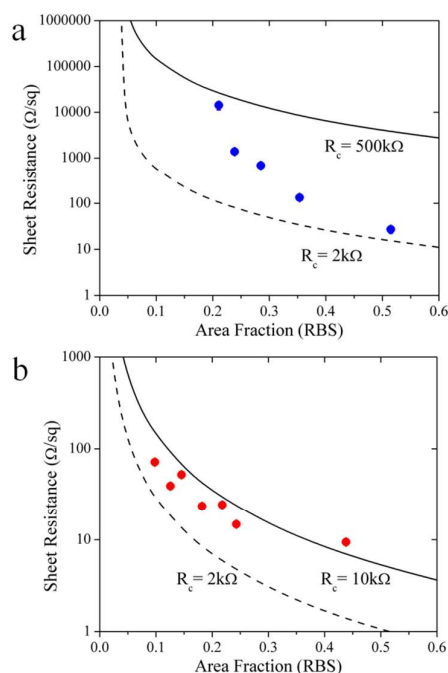 a
1000000
100000
10000
1000
100
10
1
Sheet Resistance (Ω/sq)
R_c = 500kΩ
R_c = 2kΩ
0.0 0.1 0.2 0.3 0.4 0.5 0.6
Area Fraction (RBS)
b
1000
100
10
1
Sheet Resistance (Ω/sq)
R_c = 2kΩ
R_c = 10kΩ
0.0 0.1 0.2 0.3 0.4 0.5 0.6
Area Fraction (RBS)